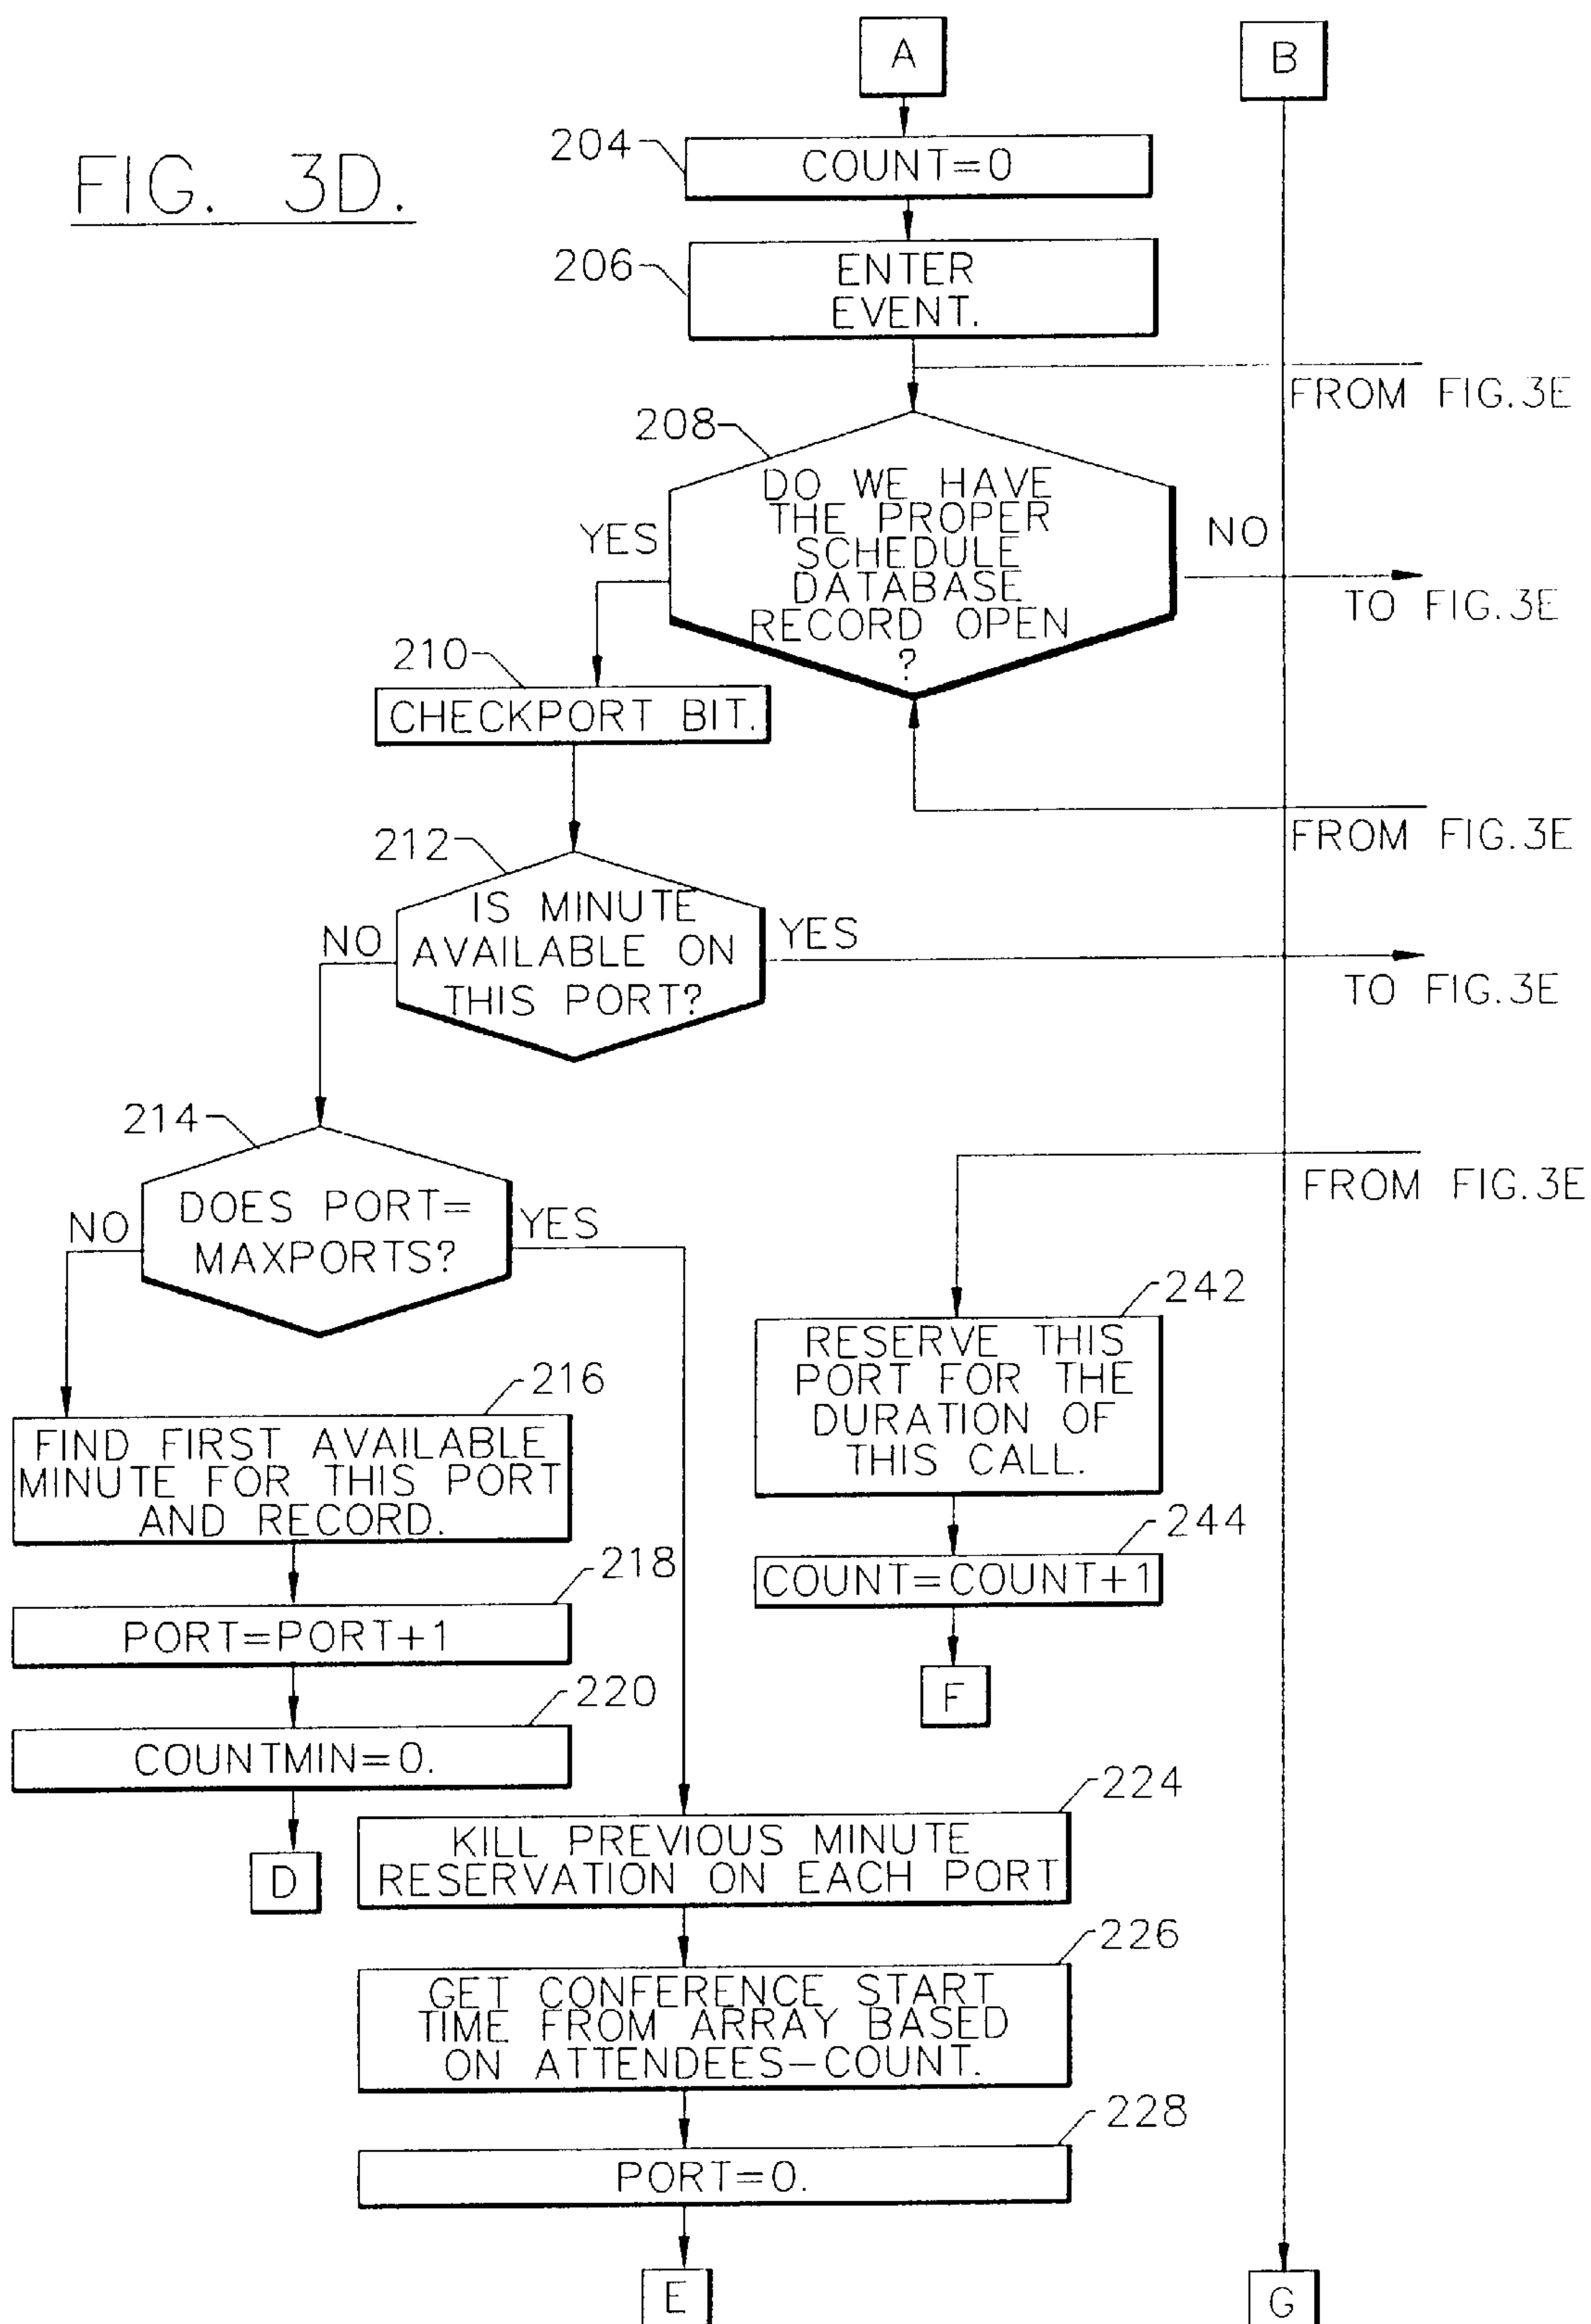 A
B
FIG. 3D.
204
COUNT=0
206
ENTER
EVENT.
FROM FIG.3E
208
DO WE HAVE
THE PROPER
SCHEDULE
DATABASE
RECORD OPEN
?
YES
NO
TO FIG.3E
210
CHECKPORT BIT.
FROM FIG.3E
212
IS MINUTE
AVAILABLE ON
THIS PORT?
NO
YES
TO FIG.3E
214
DOES PORT=
MAXPORTS?
NO
YES
FROM FIG.3E
242
RESERVE THIS
PORT FOR THE
DURATION OF
THIS CALL.
216
FIND FIRST AVAILABLE
MINUTE FOR THIS PORT
AND RECORD.
244
COUNT=COUNT+1
218
PORT=PORT+1
F
220
COUNTMIN=0.
D
224
KILL PREVIOUS MINUTE
RESERVATION ON EACH PORT
226
GET CONFERENCE START
TIME FROM ARRAY BASED
ON ATTENDEES-COUNT.
228
PORT=0.
E
G